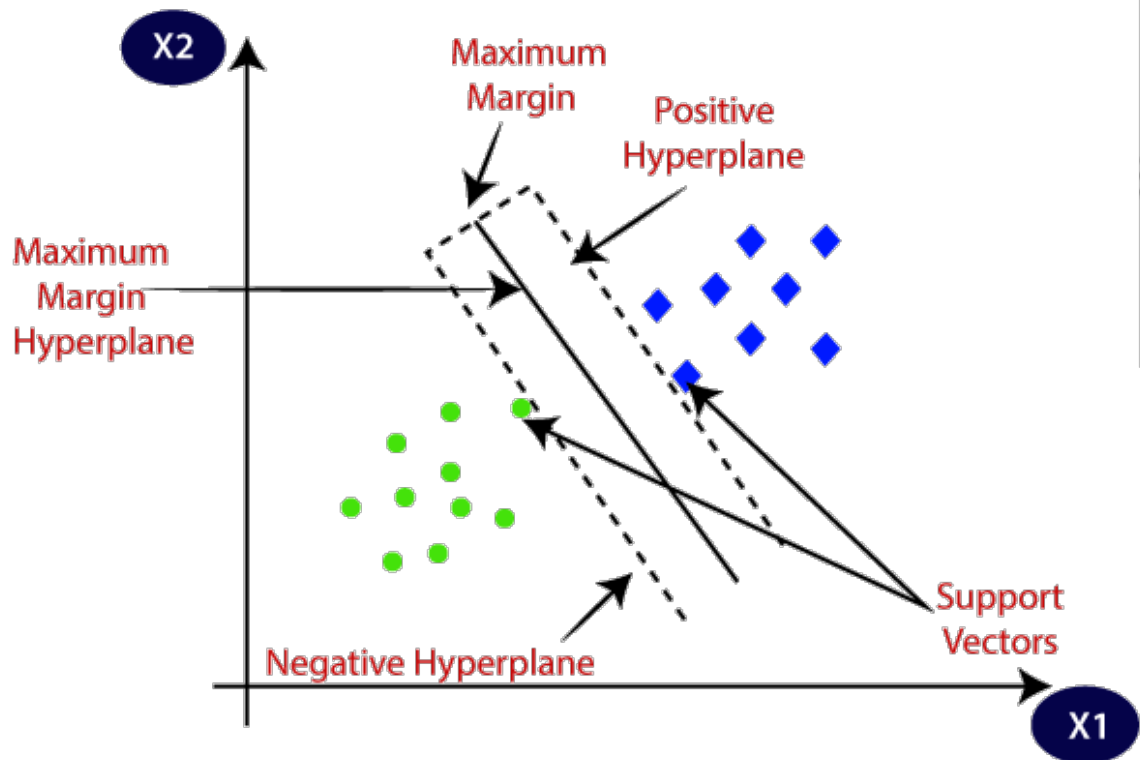 X2
Maximum
Margin
Positive
Hyperplane
Maximum
Margin
Hyperplane
Support
Vectors
Negative Hyperplane
X1